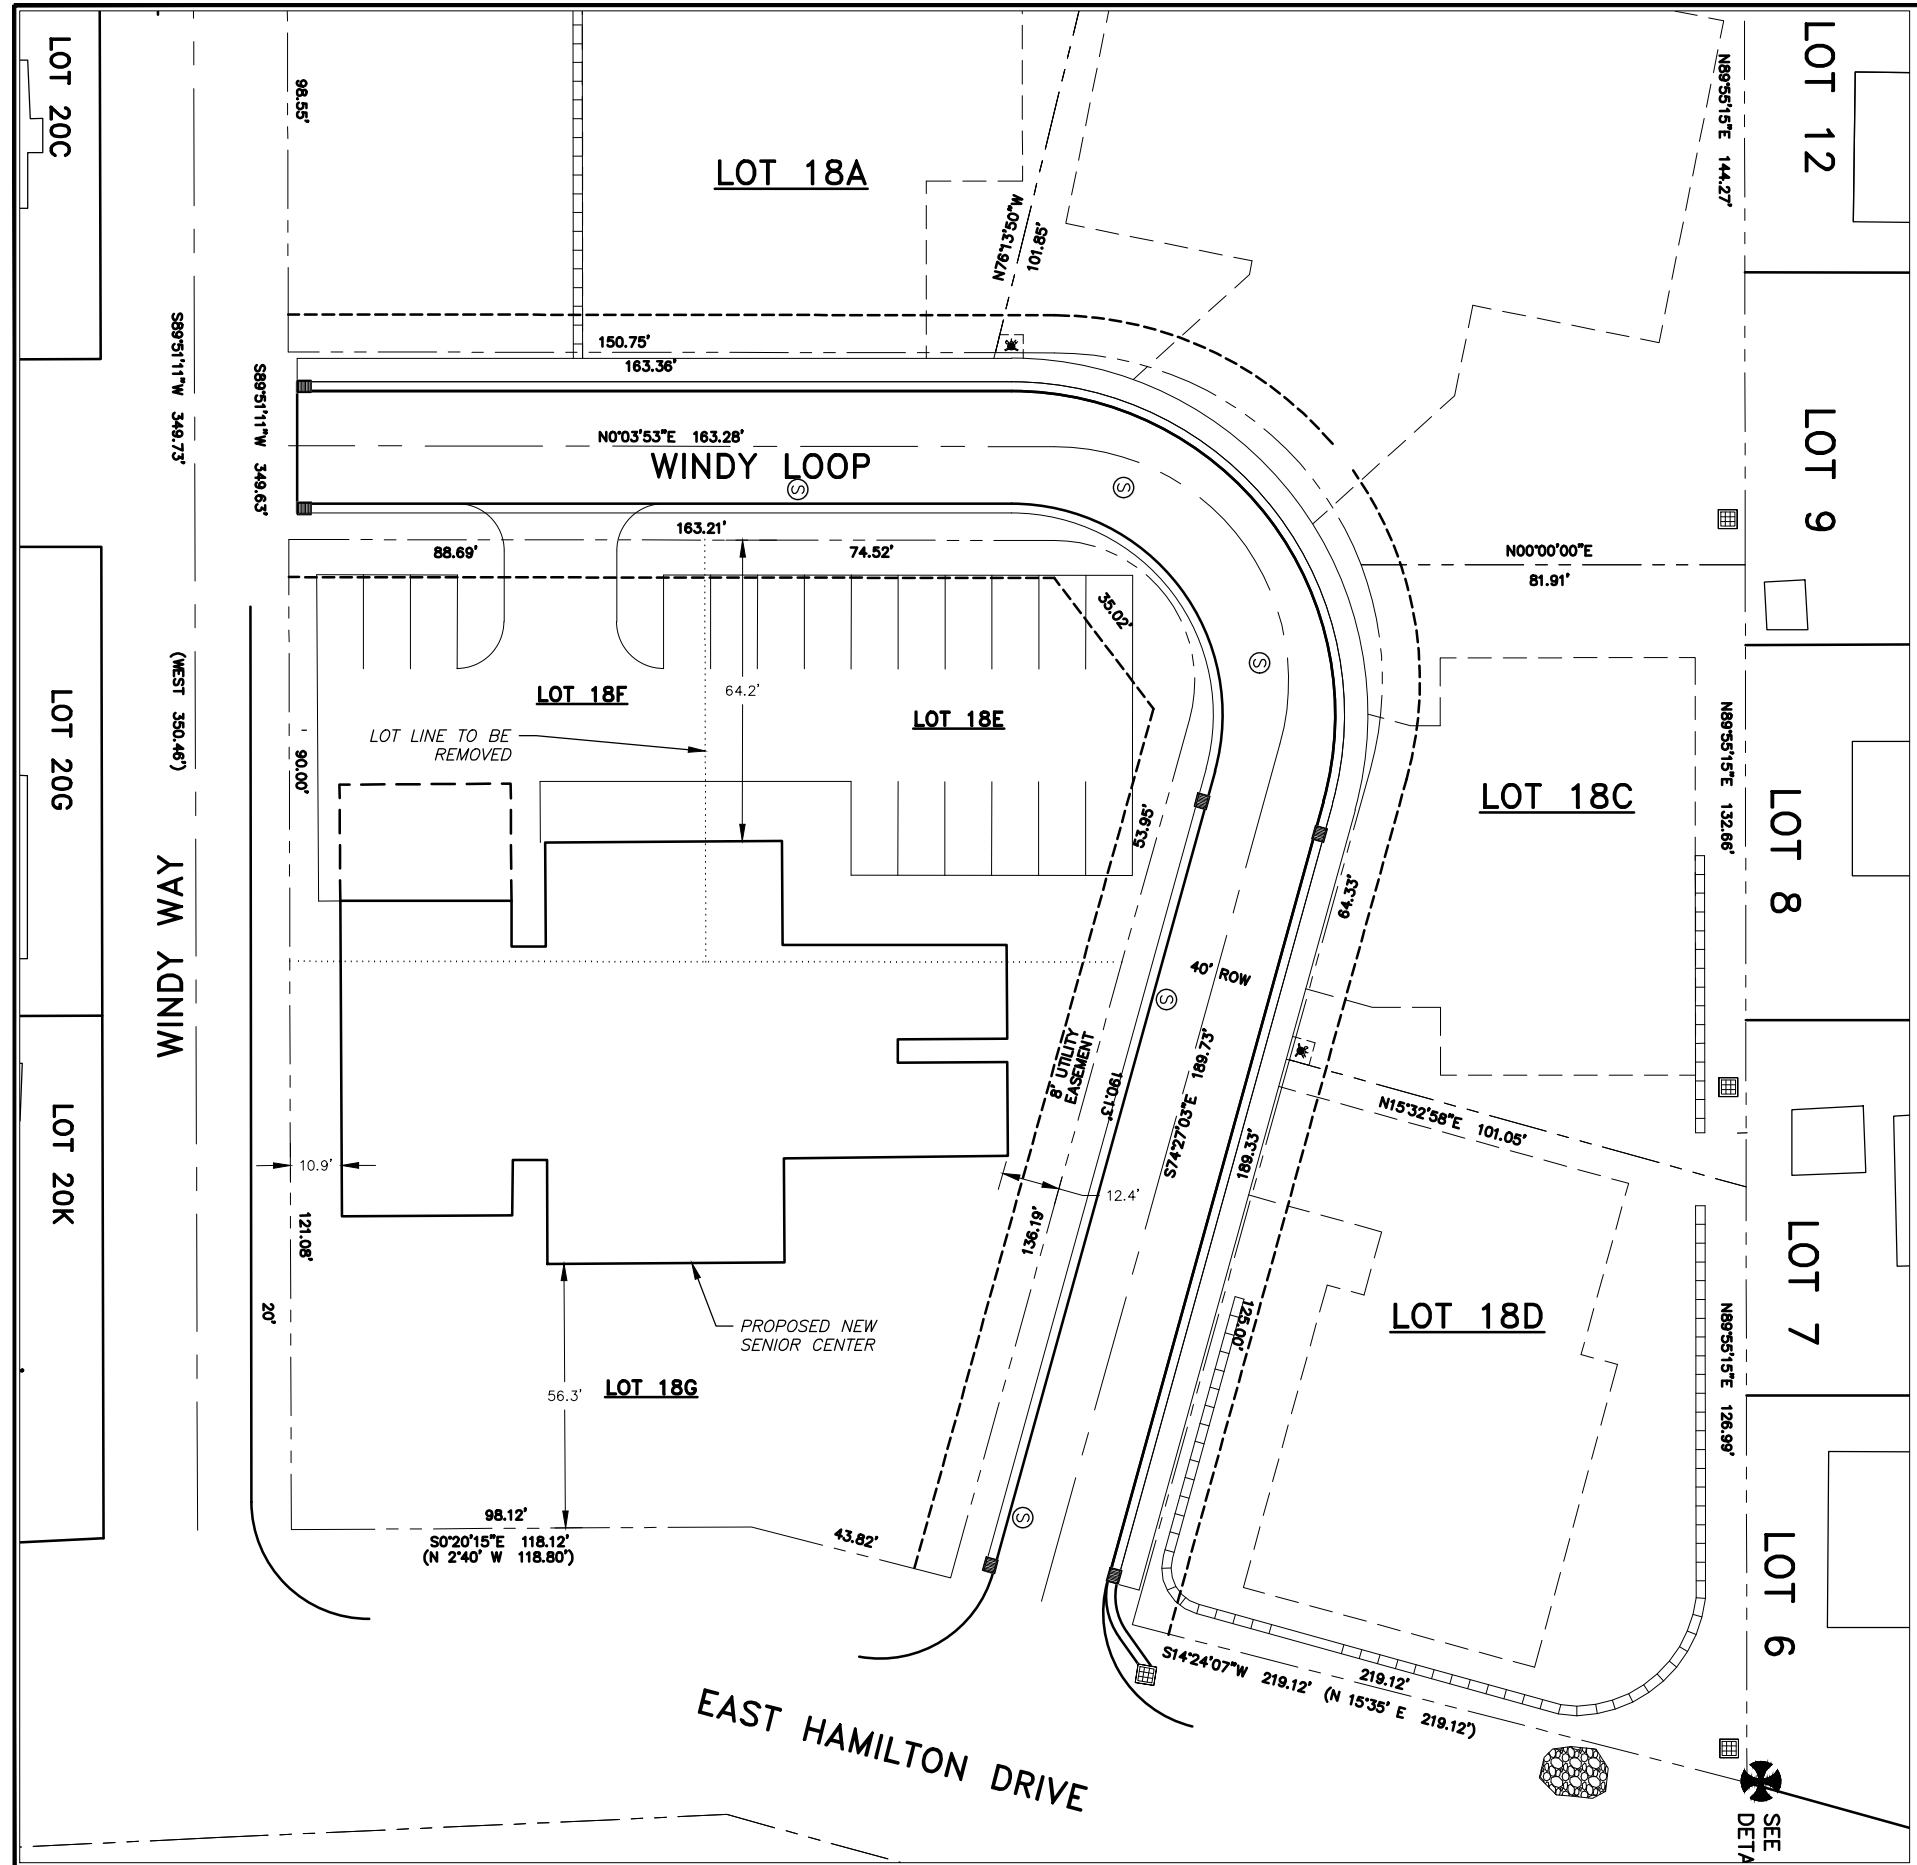 LOT 20C
98.55'
LOT 18A
N76°13'50"W
101.85'
N89°55'15"E 144.27'
LOT 12
S89°51'11"W 349.73'
S89°51'11"W 349.63'
150.75'
163.36'
N0°03'53"E 163.28'
WINDY LOOP
S
S
S
LOT 9
N00°00'00"E
81.91'
163.21'
88.69'
74.52'
35.02'
(WEST 350.46')
LOT 20G
LOT 18F
64.2'
LOT 18E
LOT LINE TO BE
REMOVED
90.00'
53.95'
LOT 18C
N89°55'15"E 132.66'
LOT 8
WINDY WAY
64.33'
40' ROW
S
8' UTILITY
EASEMENT
190.13'
S74°27'03"E 189.73'
189.33'
N15°32'58"E 101.05'
LOT 20K
10.9'
121.08'
12.4'
136.19'
20'
PROPOSED NEW
SENIOR CENTER
56.3'
LOT 18G
125.00'
LOT 18D
N89°55'15"E 126.99'
LOT 7
98.12'
S0°20'15"E 118.12'
(N 2°40' W 118.80')
43.82'
S
LOT 6
219.12'
S14°24'07"W 219.12' (N 15°35' E 219.12')
EAST HAMILTON DRIVE
SEE
DETA